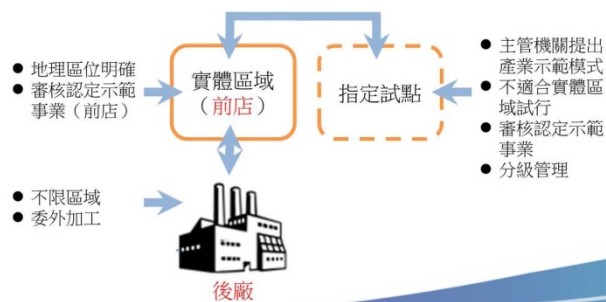 ● 地理區位明確
● 審核認定示範
事業（前店）
實體區域
（前店）
指定試點
● 主管機關提出
產業示範模式
● 不適合實體區
域試行
● 審核認定示範
事業
● 分級管理
● 不限區域
● 委外加工
後廠